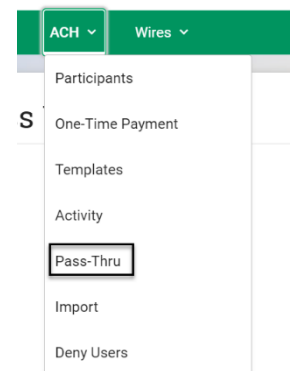 ACH Wires
Participants
s
One-Time Payment
Templates
Activity
Pass-Thru
Import
Deny Users